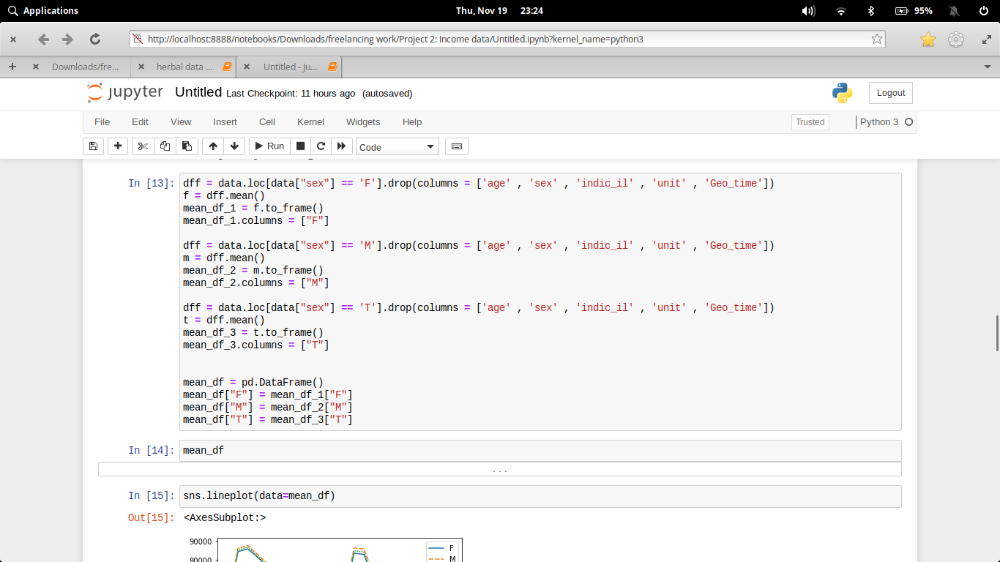 Applications
Thu, Nov 19 23:24
95%
http://localhost:8888/notebooks/Downloads/freelancing work/Project 2: Income data/Untitled.ipynb?kernel_name=python3
Downloads/fre...
herbal data ...
Untitled - Ju...
jupyter Untitled Last Checkpoint: 11 hours ago (autosaved)
Logout
File Edit View Insert Cell Kernel Widgets Help
Trusted
Python 3
Run
Code
In [13]:
dff = data.loc[data["sex"] == 'F'].drop(columns = ['age' , 'sex' , 'indic_il' , 'unit' , 'Geo_time'])
f = dff.mean()
mean_df_1 = f.to_frame()
mean_df_1.columns = ["F"]
dff = data.loc[data["sex"] == 'M'].drop(columns = ['age' , 'sex' , 'indic_il' , 'unit' , 'Geo_time'])
m = dff.mean()
mean_df_2 = m.to_frame()
mean_df_2.columns = ["M"]
dff = data.loc[data["sex"] == 'T'].drop(columns = ['age' , 'sex' , 'indic_il' , 'unit' , 'Geo_time'])
t = dff.mean()
mean_df_3 = t.to_frame()
mean_df_3.columns = ["T"]
mean_df = pd.DataFrame()
mean_df["F"] = mean_df_1["F"]
mean_df["M"] = mean_df_2["M"]
mean_df["T"] = mean_df_3["T"]
In [14]:
mean_df
...
In [15]:
sns.lineplot(data=mean_df)
Out[15]:
<AxesSubplot:>
90000
F
M
80000